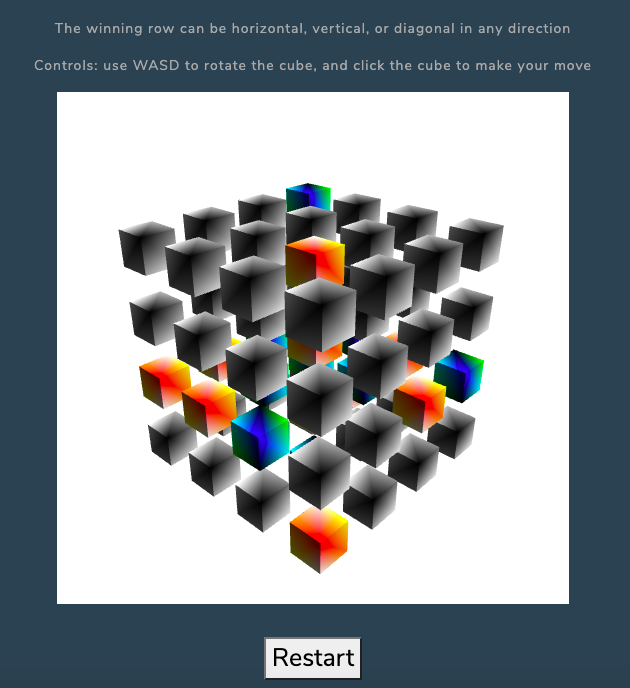 The winning row can be horizontal, vertical, or diagonal in any direction
Controls: use WASD to rotate the cube, and click the cube to make your move
Restart